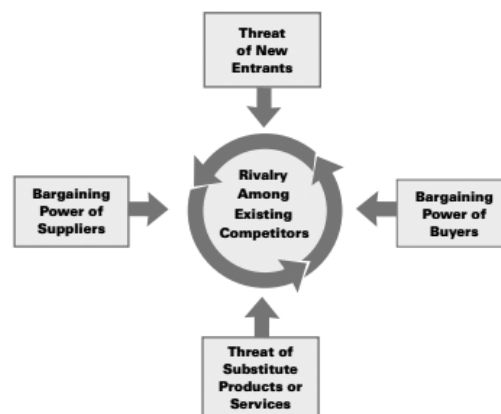 Threat
of New
Entrants
Bargaining
Power of
Suppliers
Rivalry
Among
Existing
Competitors
Bargaining
Power of
Buyers
Threat of
Substitute
Products or
Services